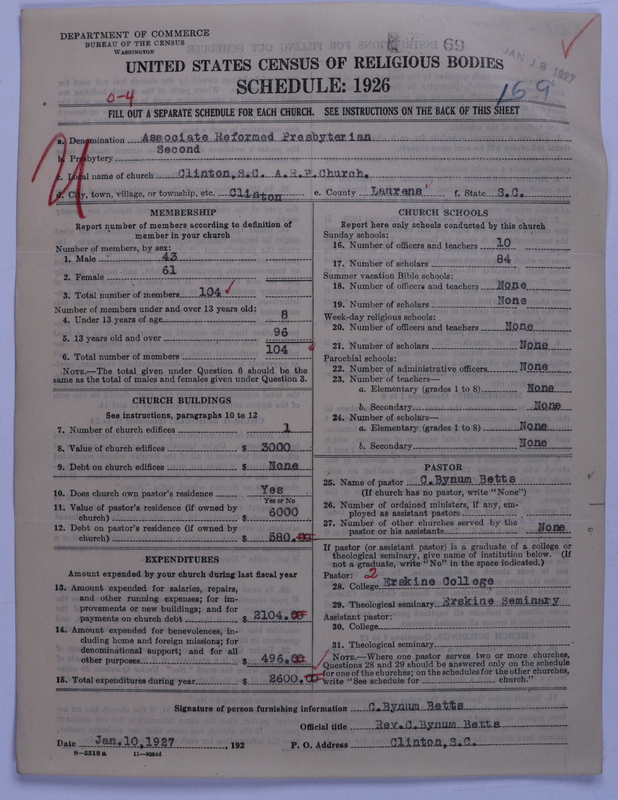 DEPARTMENT OF COMMERCE
BUREAU OF THE CENSUS
WASHINGTON
69
JAN 12 1927
UNITED STATES CENSUS OF RELIGIOUS BODIES
SCHEDULE: 1926
0-4
159
FILL OUT A SEPARATE SCHEDULE FOR EACH CHURCH. SEE INSTRUCTIONS ON THE BACK OF THIS SHEET
a. Denomination Associate Reformed Presbyterian
b. Presbytery Second
c. Local name of church Clinton,S.C. A.R.P.Church.
d. City, town, village, or township, etc. Clinton e. County Laurens f. State S.C.
MEMBERSHIP
Report number of members according to definition of
member in your church
Number of members, by sex:
1. Male 43
2. Female 61
3. Total number of members 104
Number of members under and over 13 years old:
4. Under 13 years of age 8
5. 13 years old and over 96
6. Total number of members 104
NOTE.—The total given under Question 6 should be the
same as the total of males and females given under Question 3.
CHURCH BUILDINGS
See instructions, paragraphs 10 to 12
7. Number of church edifices 1
8. Value of church edifices $ 3000
9. Debt on church edifices $ None
10. Does church own pastor's residence Yes
Yes or No
11. Value of pastor's residence (if owned by
church) $ 6000
12. Debt on pastor's residence (if owned by
church) $ 580.00
EXPENDITURES
Amount expended by your church during last fiscal year
13. Amount expended for salaries, repairs,
and other running expenses; for im-
provements or new buildings; and for
payments on church debt $ 2104.00
14. Amount expended for benevolences, in-
cluding home and foreign missions; for
denominational support; and for all
other purposes $ 496.00
15. Total expenditures during year $ 2600.00
CHURCH SCHOOLS
Report here only schools conducted by this church
Sunday schools:
16. Number of officers and teachers 10
17. Number of scholars 84
Summer vacation Bible schools:
18. Number of officers and teachers None
19. Number of scholars None
Week-day religious schools:
20. Number of officers and teachers None
21. Number of scholars None
Parochial schools:
22. Number of administrative officers None
23. Number of teachers—
a. Elementary (grades 1 to 8) None
b. Secondary None
24. Number of scholars—
a. Elementary (grades 1 to 8) None
b. Secondary None
PASTOR
25. Name of pastor C.Bynum Betts
(If church has no pastor, write "None")
26. Number of ordained ministers, if any, em-
ployed as assistant pastors
27. Number of other churches served by the
pastor or his assistants None
If pastor (or assistant pastor) is a graduate of a college or
theological seminary, give name of institution below. (If
not a graduate, write "No" in the space indicated.)
Pastor: 2
28. College Erskine College
29. Theological seminary Erskine Seminary
Assistant pastor:
30. College
31. Theological seminary
NOTE.—Where one pastor serves two or more churches,
Questions 28 and 29 should be answered only on the schedule
for one of the churches; on the schedules for the other churches,
write "See schedule for church."
Signature of person furnishing information C.Bynum Betts
Official title Rev.C.Bynum Betts
Date Jan.10,1927, 192 P. O. Address Clinton,S.C.
8—5318a 11—9034d